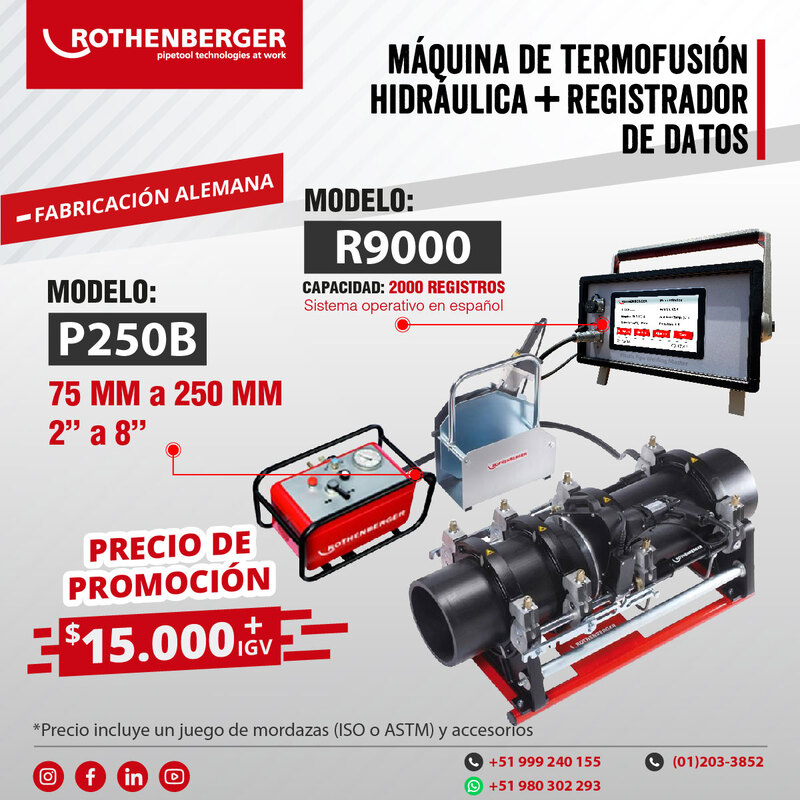 ROTHENBERGER
pipetool technologies at work
MÁQUINA DE TERMOFUSIÓN
HIDRÁULICA + REGISTRADOR
DE DATOS
FABRICACIÓN ALEMANA
MODELO:
R9000
CAPACIDAD: 2000 REGISTROS
Sistema operativo en español
MODELO:
P250B
75 MM a 250 MM
2” a 8”
ROTHENBERGER
ROTHENBERGER
ROTHENBERGER
ROTHENBERGER
ROTHENBERGER
PRECIO DE
PROMOCIÓN
$15.000 + IGV
*Precio incluye un juego de mordazas (ISO o ASTM) y accesorios
+51 999 240 155
(01)203-3852
+51 980 302 293